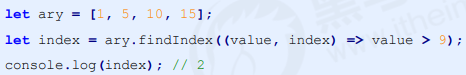 let ary = [1, 5, 10, 15];
let index = ary.findIndex((value, index) => value > 9);
console.log(index); // 2